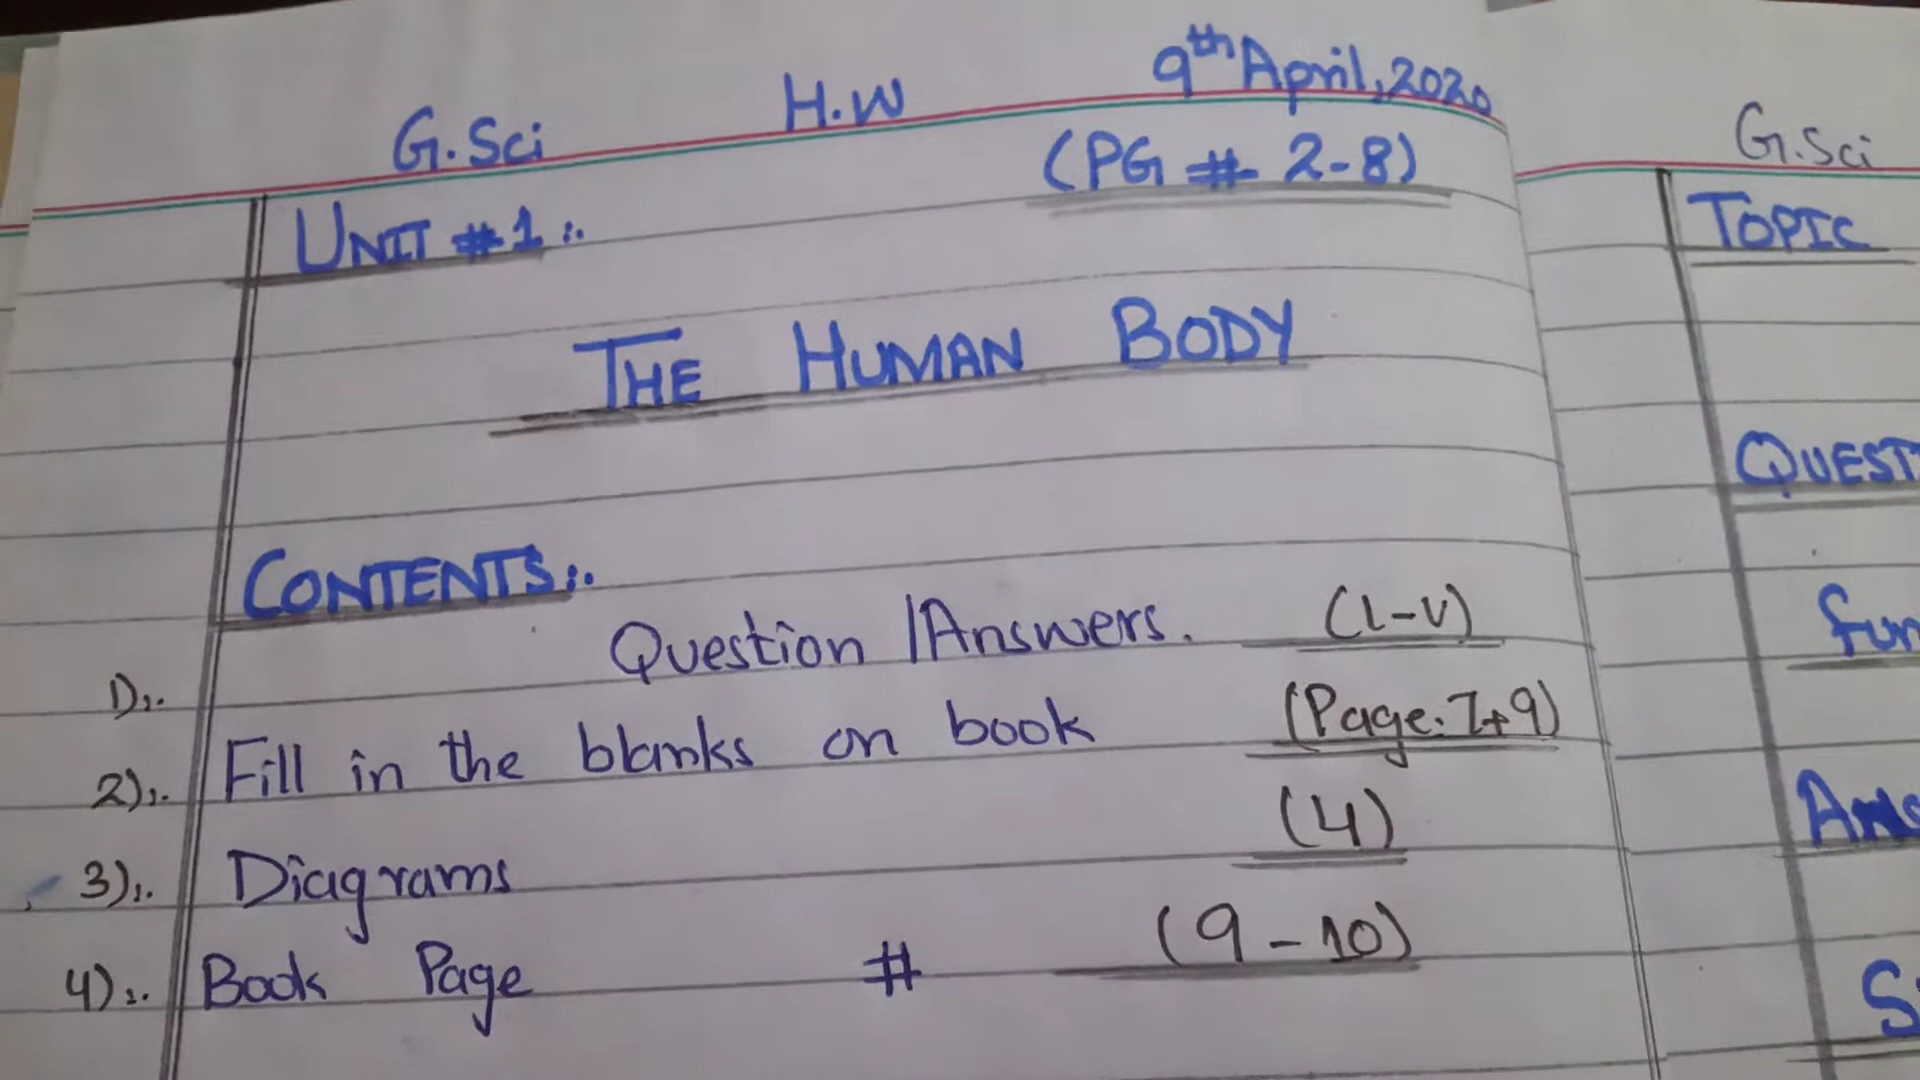 G.Sci H.W 9th April, 2020
(PG # 2-8)
UNIT #1:.
THE HUMAN BODY
CONTENTS:.
1):. Question /Answers. (i-v)
2):. Fill in the blanks on book (Page: 7+9)
3):. Diagrams (4)
4):. Book Page # (9-10)
G.Sci
TOPIC
QUEST
fun
Ans
S